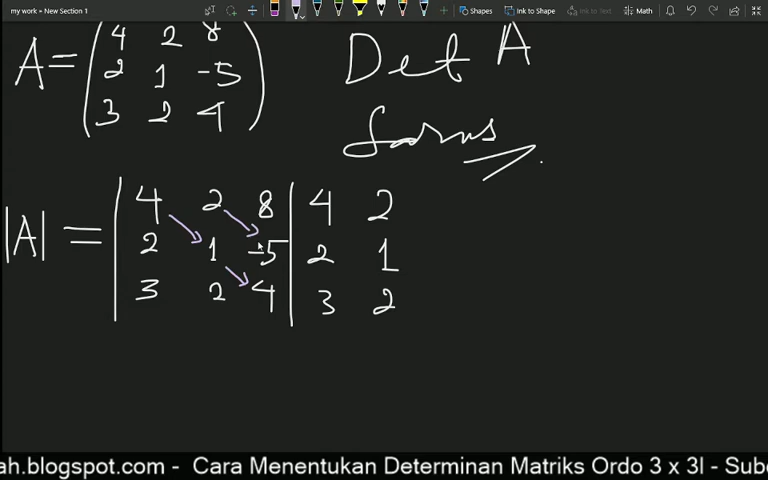 my work » New Section 1
Shapes Ink to Shape Ink to Text Math
A= 4 2 8
2 1 -5
3 2 4
Det A
Sarrus
|A| = | 4 2 8 | 4 2
2 1 -5 2 1
3 2 4 3 2
ah.blogspot.com - Cara Menentukan Determinan Matriks Ordo 3 x 3l - Sub